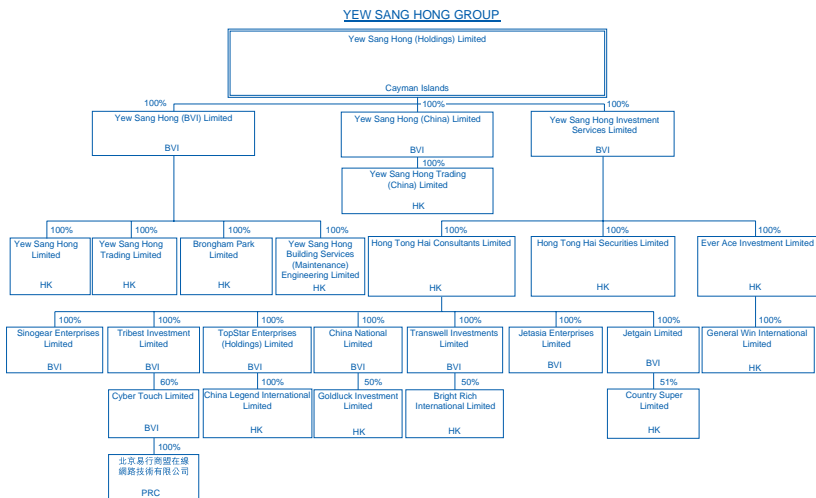 YEW SANG HONG GROUP
Yew Sang Hong (Holdings) Limited
Cayman Islands
100%
100%
100%
Yew Sang Hong (BVI) Limited
BVI
Yew Sang Hong (China) Limited
BVI
Yew Sang Hong Investment
Services Limited
BVI
100%
Yew Sang Hong Trading
(China) Limited
HK
100%
100%
100%
100%
100%
100%
100%
Yew Sang Hong
Limited
HK
Yew Sang Hong
Trading Limited
HK
Brongham Park
Limited
HK
Yew Sang Hong
Building Services
(Maintenance)
Engineering Limited
HK
Hong Tong Hai Consultants Limited
HK
Hong Tong Hai Securities Limited
HK
Ever Ace Investment Limited
HK
100%
100%
100%
100%
100%
100%
100%
100%
Sinogear Enterprises
Limited
BVI
Tribest Investment
Limited
BVI
TopStar Enterprises
(Holdings) Limited
BVI
China National
Limited
BVI
Transwell Investments
Limited
BVI
Jetasia Enterprises
Limited
BVI
Jetgain Limited
BVI
General Win International
Limited
HK
60%
100%
50%
50%
51%
Cyber Touch Limited
BVI
China Legend International
Limited
HK
Goldluck Investment
Limited
HK
Bright Rich
International Limited
HK
Country Super
Limited
HK
100%
北京易行商盟在線
網路技術有限公司
PRC